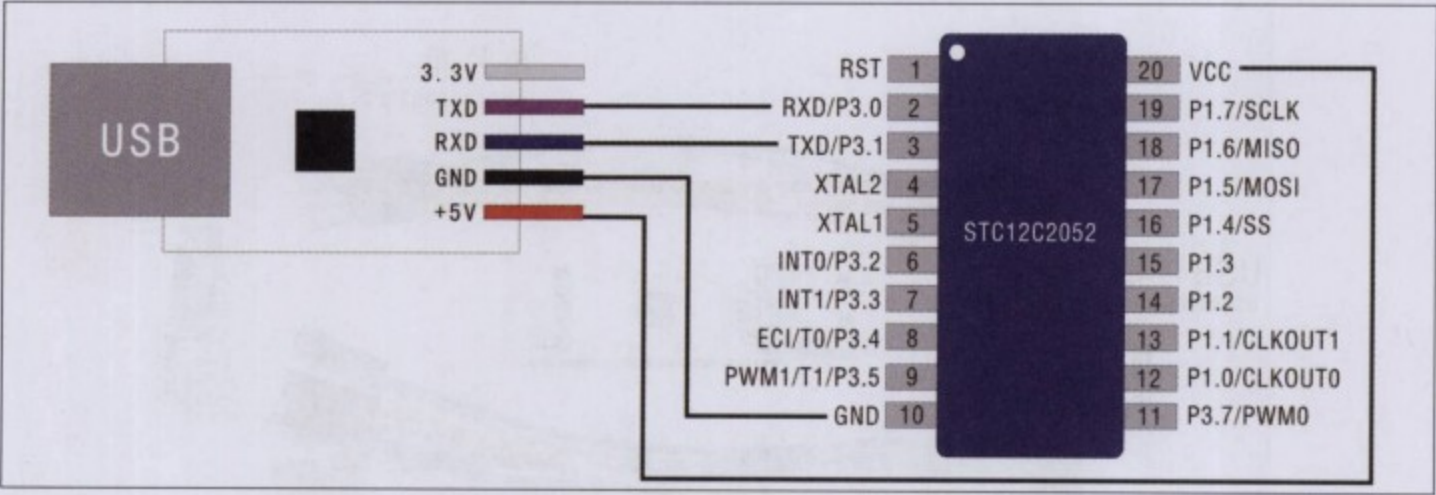 USB
3.3V
TXD
RXD
GND
+5V
RST 1
RXD/P3.0 2
TXD/P3.1 3
XTAL2 4
XTAL1 5
INT0/P3.2 6
INT1/P3.3 7
ECI/T0/P3.4 8
PWM1/T1/P3.5 9
GND 10
STC12C2052
20 VCC
19 P1.7/SCLK
18 P1.6/MISO
17 P1.5/MOSI
16 P1.4/SS
15 P1.3
14 P1.2
13 P1.1/CLKOUT1
12 P1.0/CLKOUT0
11 P3.7/PWM0